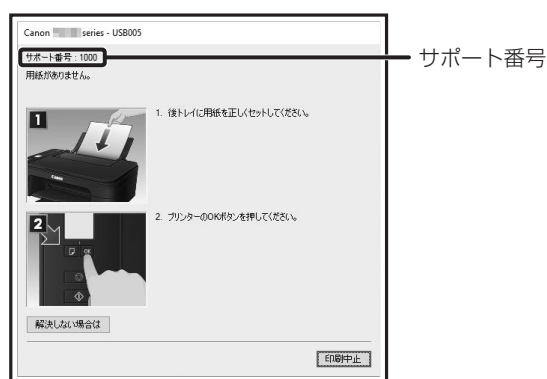 Canon series - USB005
サポート番号 : 1000
サポート番号
用紙がありません。
1
1. 後トレイに用紙を正しくセットしてください。
Canon
2
2. プリンターのOKボタンを押してください。
OK
解決しない場合は
印刷中止